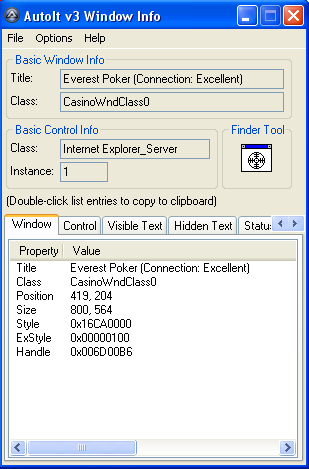 AutoIt v3 Window Info
File Options Help
Basic Window Info
Title: Everest Poker (Connection: Excellent)
Class: CasinoWndClass0
Basic Control Info
Finder Tool
Class: Internet Explorer_Server
Instance: 1
(Double-click list entries to copy to clipboard)
Window Control Visible Text Hidden Text Status
Property Value
Title Everest Poker (Connection: Excellent)
Class CasinoWndClass0
Position 419, 204
Size 800, 564
Style 0x16CA0000
ExStyle 0x00000100
Handle 0x006D00B6